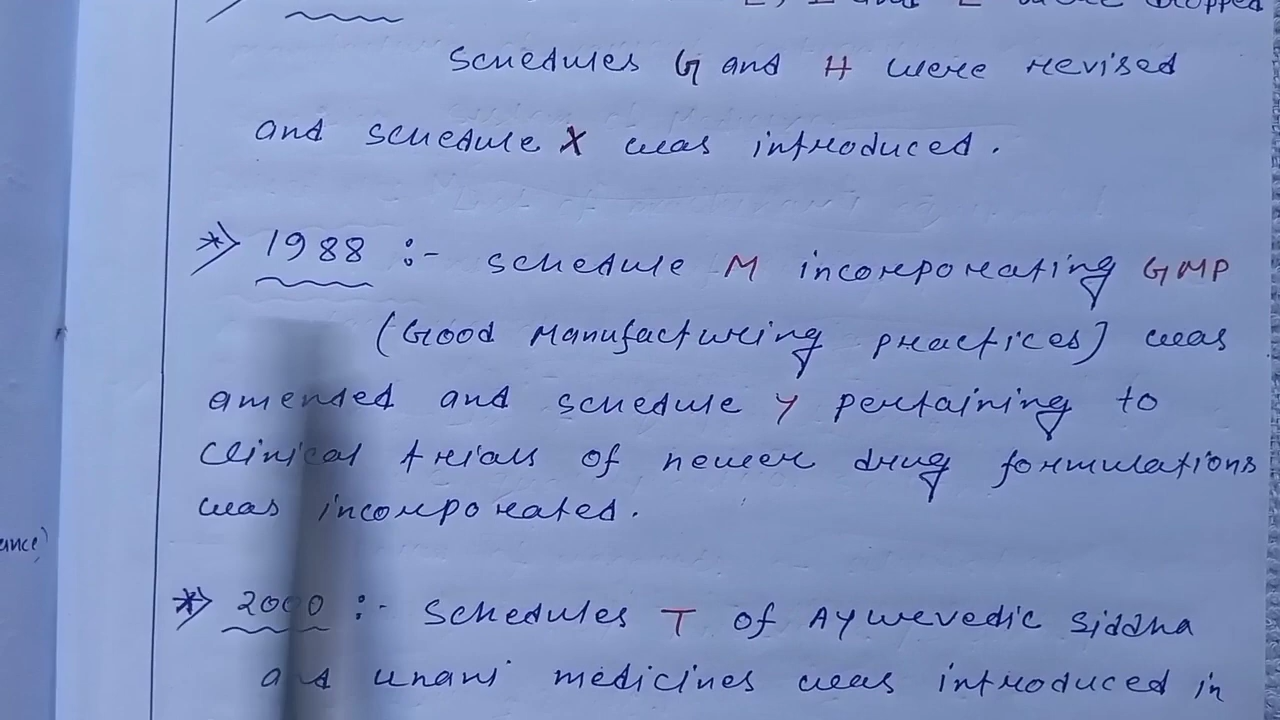 were dropped
Schedules G and H were revised
and schedule X was introduced.
*> 1988 :- Schedule M incorporating GMP
(Good Manufacturing practices) was
amended and schedule Y pertaining to
Clinical trials of newer drug formulations
was incorporated.
*> 2000 :- Schedules T of Ayurvedic Siddha
and unani medicines was introduced in